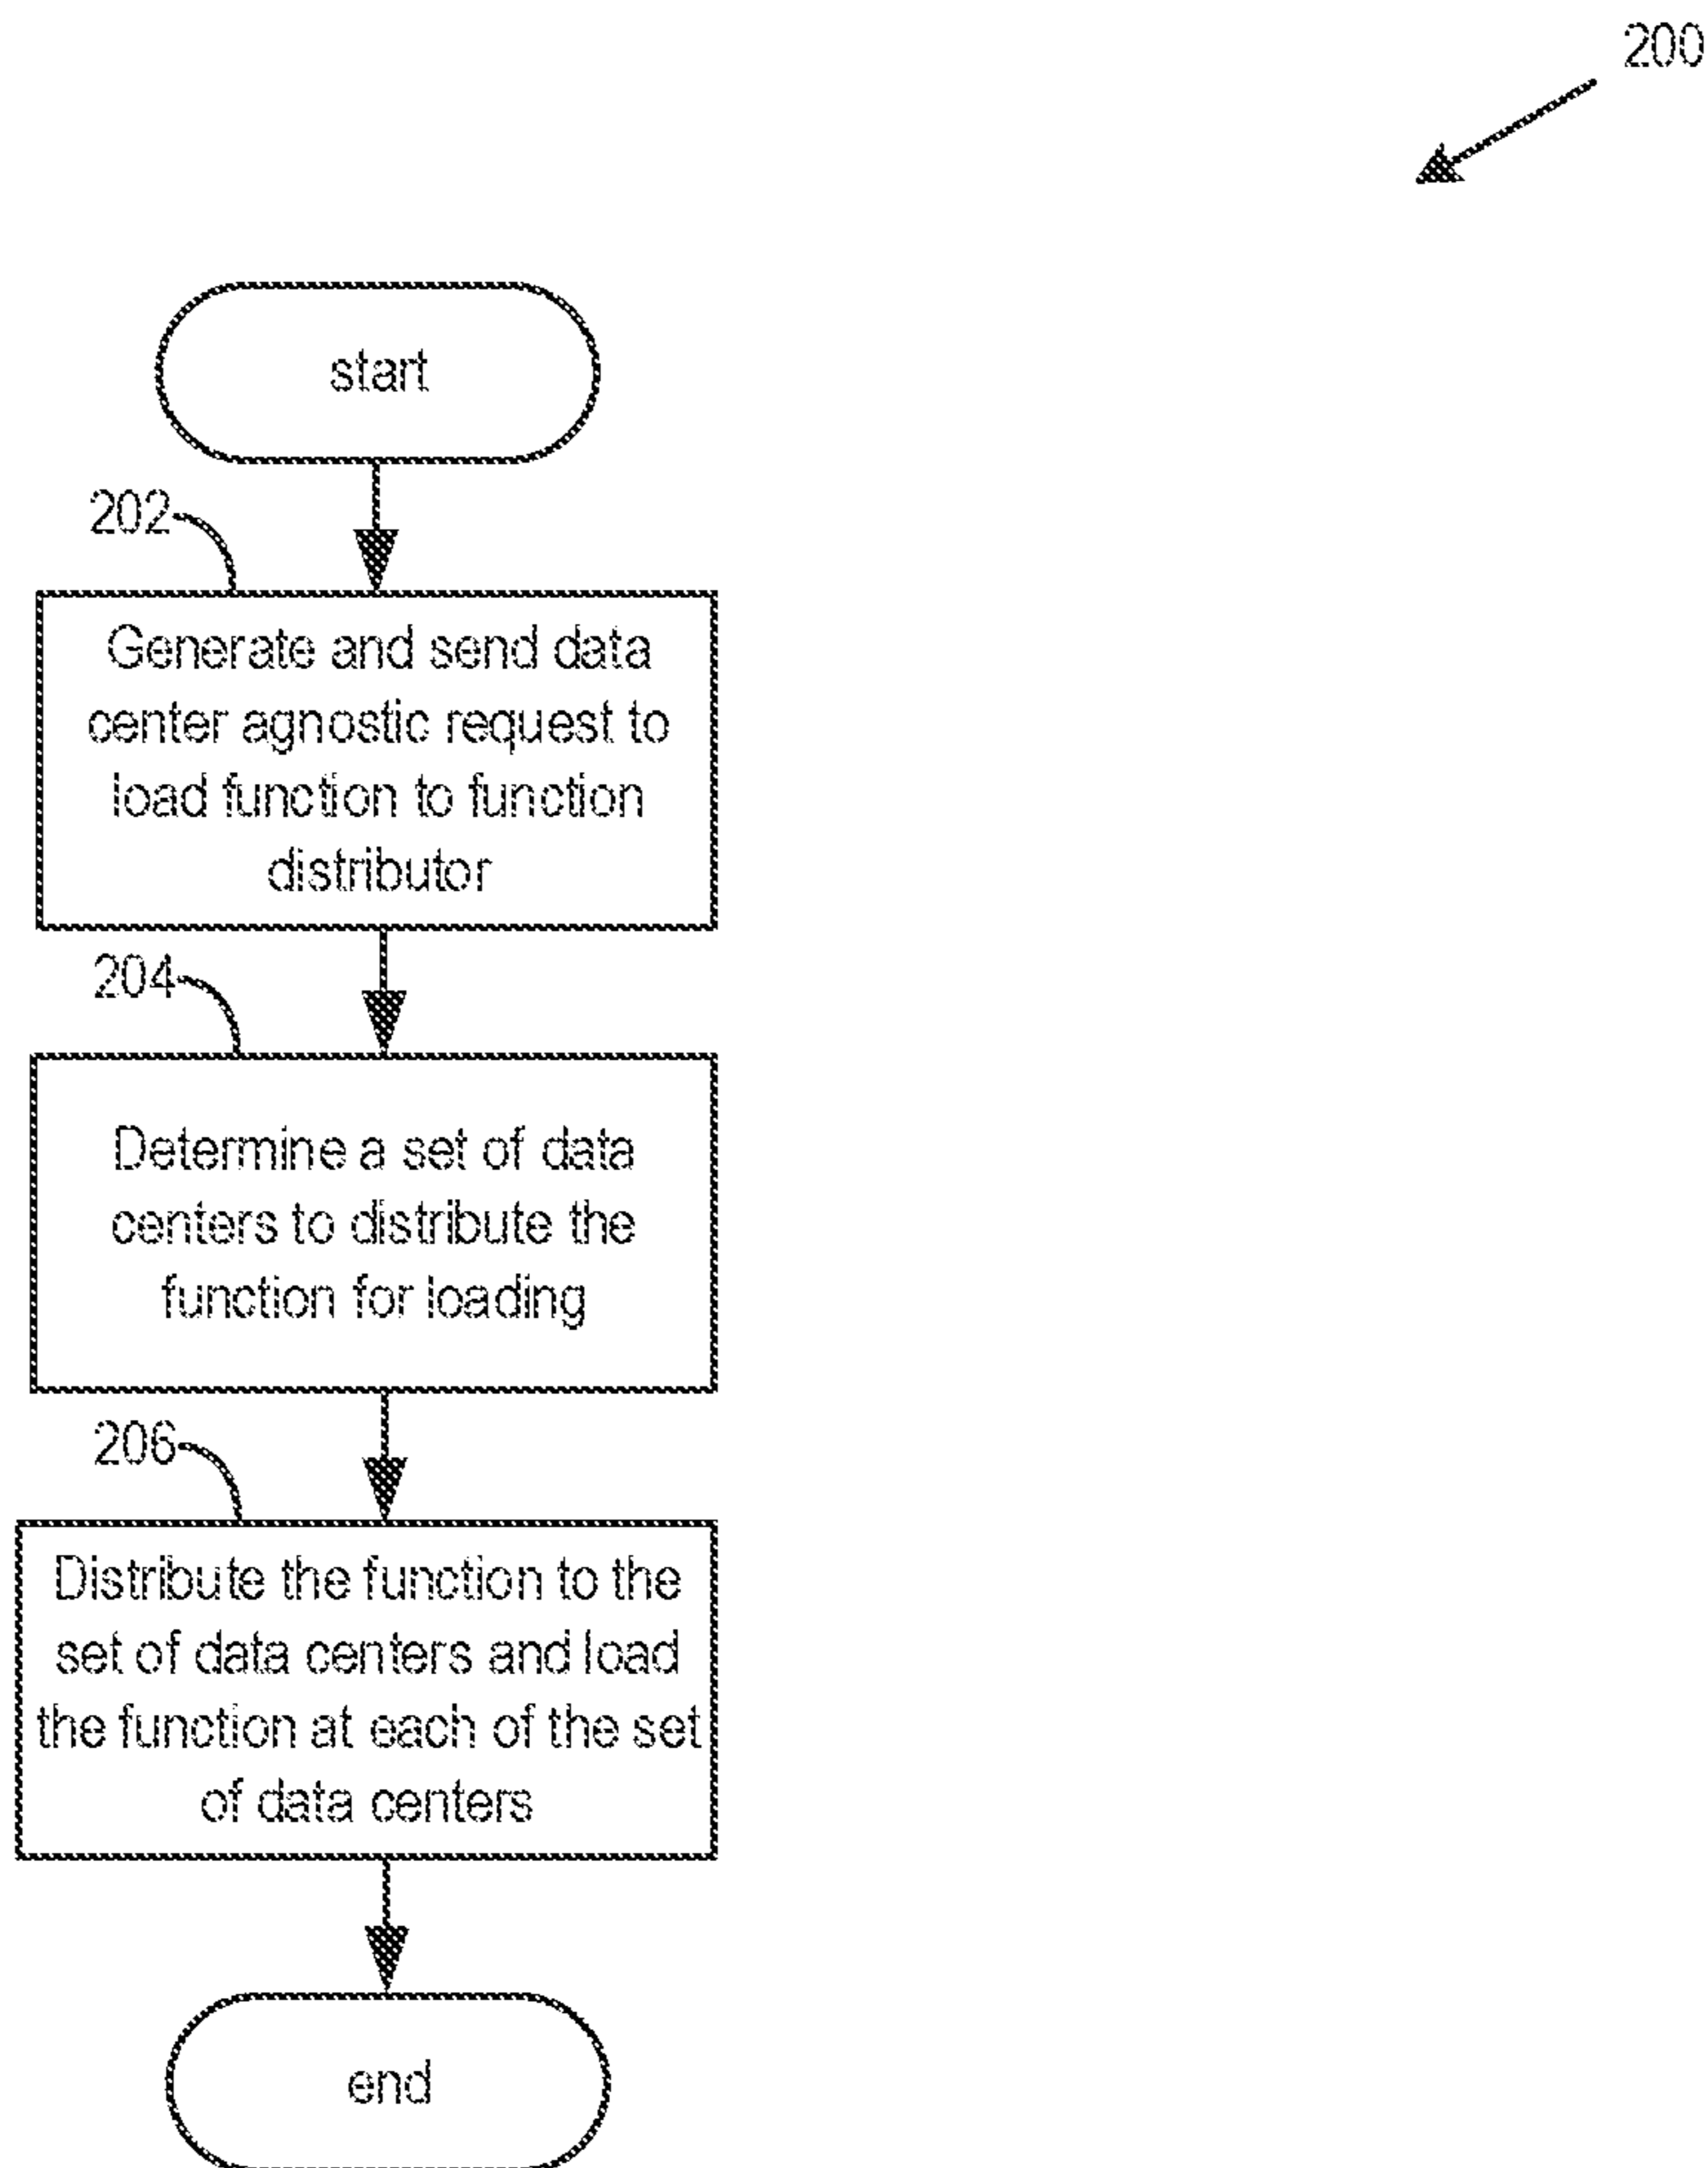 200
start
202
Generate and send data
center agnostic request to
load function to function
distributor
204
Determine a set of data
centers to distribute the
function for loading
206
Distribute the function to the
set of data centers and load
the function at each of the set
of data centers
end